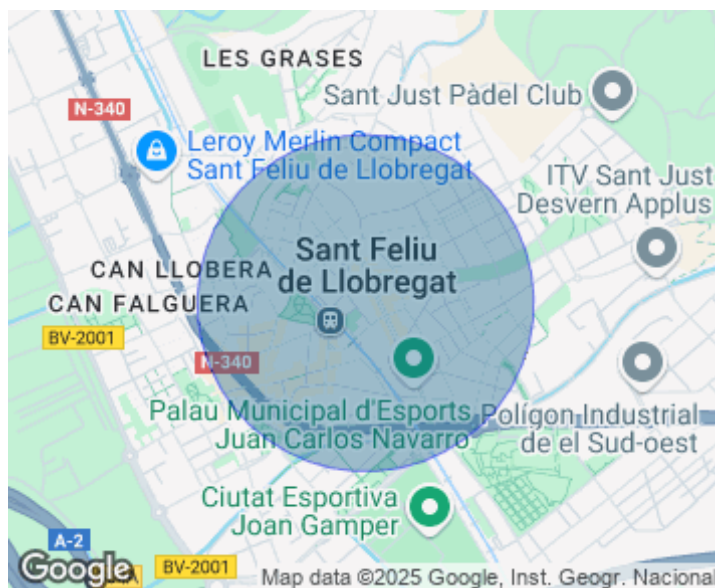 LES GRASES
Sant Just Pàdel Club
N-340
Leroy Merlin Compact
Sant Feliu de Llobregat
ITV Sant Just
Desvern Applus
Sant Feliu
de Llobregat
CAN LLOBERA
CAN FALGUERA
BV-2001
N-340
Palau Municipal d'Esports
Juan Carlos Navarro
Polígon Industrial
de el Sud-oest
Ciutat Esportiva
Joan Gamper
A-2
BV-2001
Google
Map data ©2025 Google, Inst. Geogr. Nacional